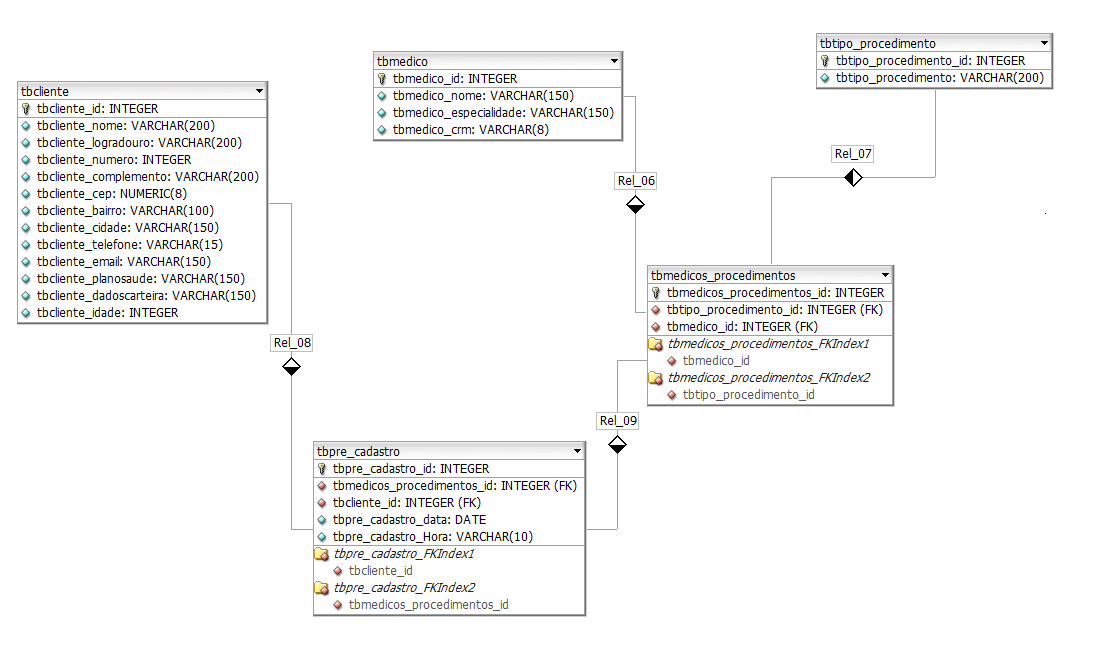 tbcliente
tbcliente_id: INTEGER
tbcliente_nome: VARCHAR(200)
tbcliente_logradouro: VARCHAR(200)
tbcliente_numero: INTEGER
tbcliente_complemento: VARCHAR(200)
tbcliente_cep: NUMERIC(8)
tbcliente_bairro: VARCHAR(100)
tbcliente_cidade: VARCHAR(150)
tbcliente_telefone: VARCHAR(15)
tbcliente_email: VARCHAR(150)
tbcliente_planosaude: VARCHAR(150)
tbcliente_dadoscarteira: VARCHAR(150)
tbcliente_idade: INTEGER
tbmedico
tbmedico_id: INTEGER
tbmedico_nome: VARCHAR(150)
tbmedico_especialidade: VARCHAR(150)
tbmedico_crm: VARCHAR(8)
tbtipo_procedimento
tbtipo_procedimento_id: INTEGER
tbtipo_procedimento: VARCHAR(200)
Rel_07
Rel_06
tbmedicos_procedimentos
tbmedicos_procedimentos_id: INTEGER
tbtipo_procedimento_id: INTEGER (FK)
tbmedico_id: INTEGER (FK)
tbmedicos_procedimentos_FKIndex1
tbmedico_id
tbmedicos_procedimentos_FKIndex2
tbtipo_procedimento_id
Rel_08
Rel_09
tbpre_cadastro
tbpre_cadastro_id: INTEGER
tbmedicos_procedimentos_id: INTEGER (FK)
tbcliente_id: INTEGER (FK)
tbpre_cadastro_data: DATE
tbpre_cadastro_Hora: VARCHAR(10)
tbpre_cadastro_FKIndex1
tbcliente_id
tbpre_cadastro_FKIndex2
tbmedicos_procedimentos_id